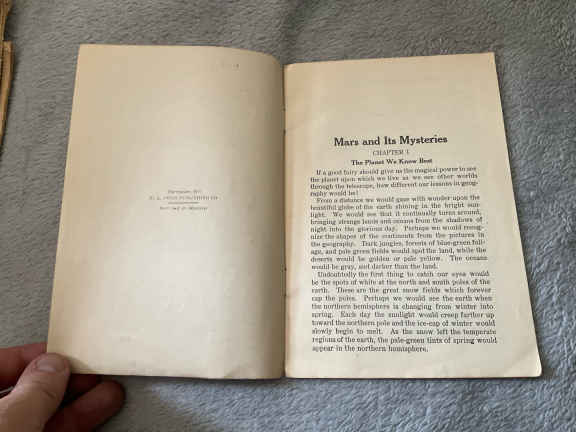 Mars and Its Mysteries
CHAPTER I
The Planet We Know Best
If a good fairy should give us the magical power to see
the planet upon which we live as we see other worlds
through the telescope, how different our lessons in geog-
raphy would be!
From a distance we would gaze with wonder upon the
beautiful globe of the earth shining in the bright sun-
light. We would see that it continually turns around,
bringing strange lands and oceans from the shadows of
night into the glorious day. Perhaps we would recog-
nize the shapes of the continents from the pictures in
the geography. Dark jungles, forests of blue-green foli-
age, and pale green fields would spot the land, while the
deserts would be golden or pale yellow. The oceans
would be gray, and darker than the land.
Undoubtedly the first thing to catch our eyes would
be the spots of white at the north and south poles of the
earth. These are the great snow fields which forever
cap the poles. Perhaps we would see the earth when
the northern hemisphere is changing from winter into
spring. Each day the sunlight would creep farther up
toward the northern pole and the ice-cap of winter would
slowly begin to melt. As the snow left the temperate
regions of the earth, the pale-green tints of spring would
appear in the northern hemisphere.